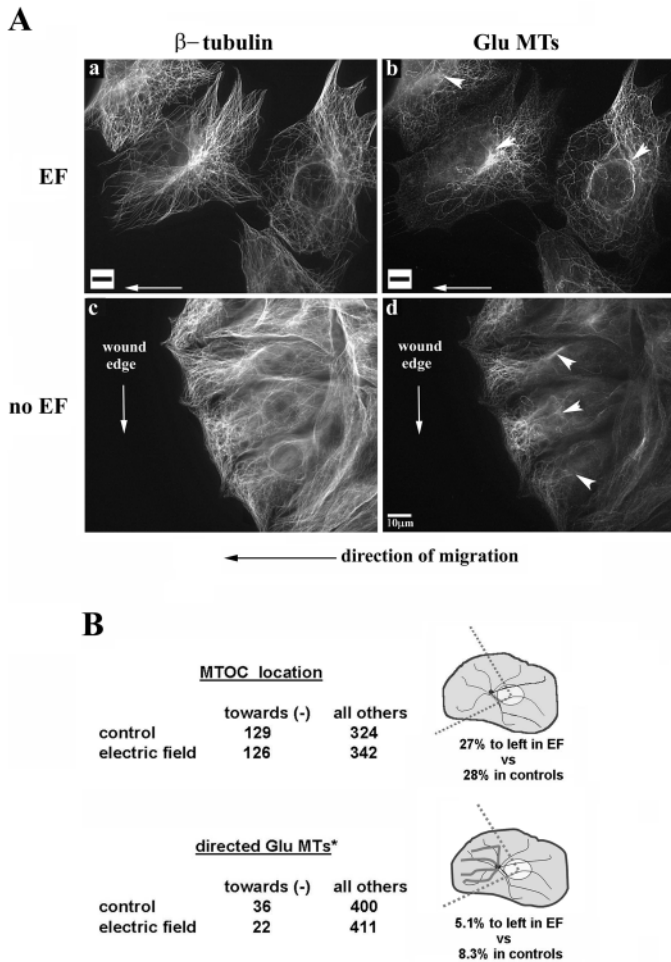 A
β– tubulin
Glu MTs
a
b
EF
c
d
wound
edge
wound
edge
no EF
10μm
direction of migration
B
MTOC location
towards (-) all others
control 129 324
electric field 126 342
27% to left in EF
vs
28% in controls
directed Glu MTs*
towards (-) all others
control 36 400
electric field 22 411
5.1% to left in EF
vs
8.3% in controls